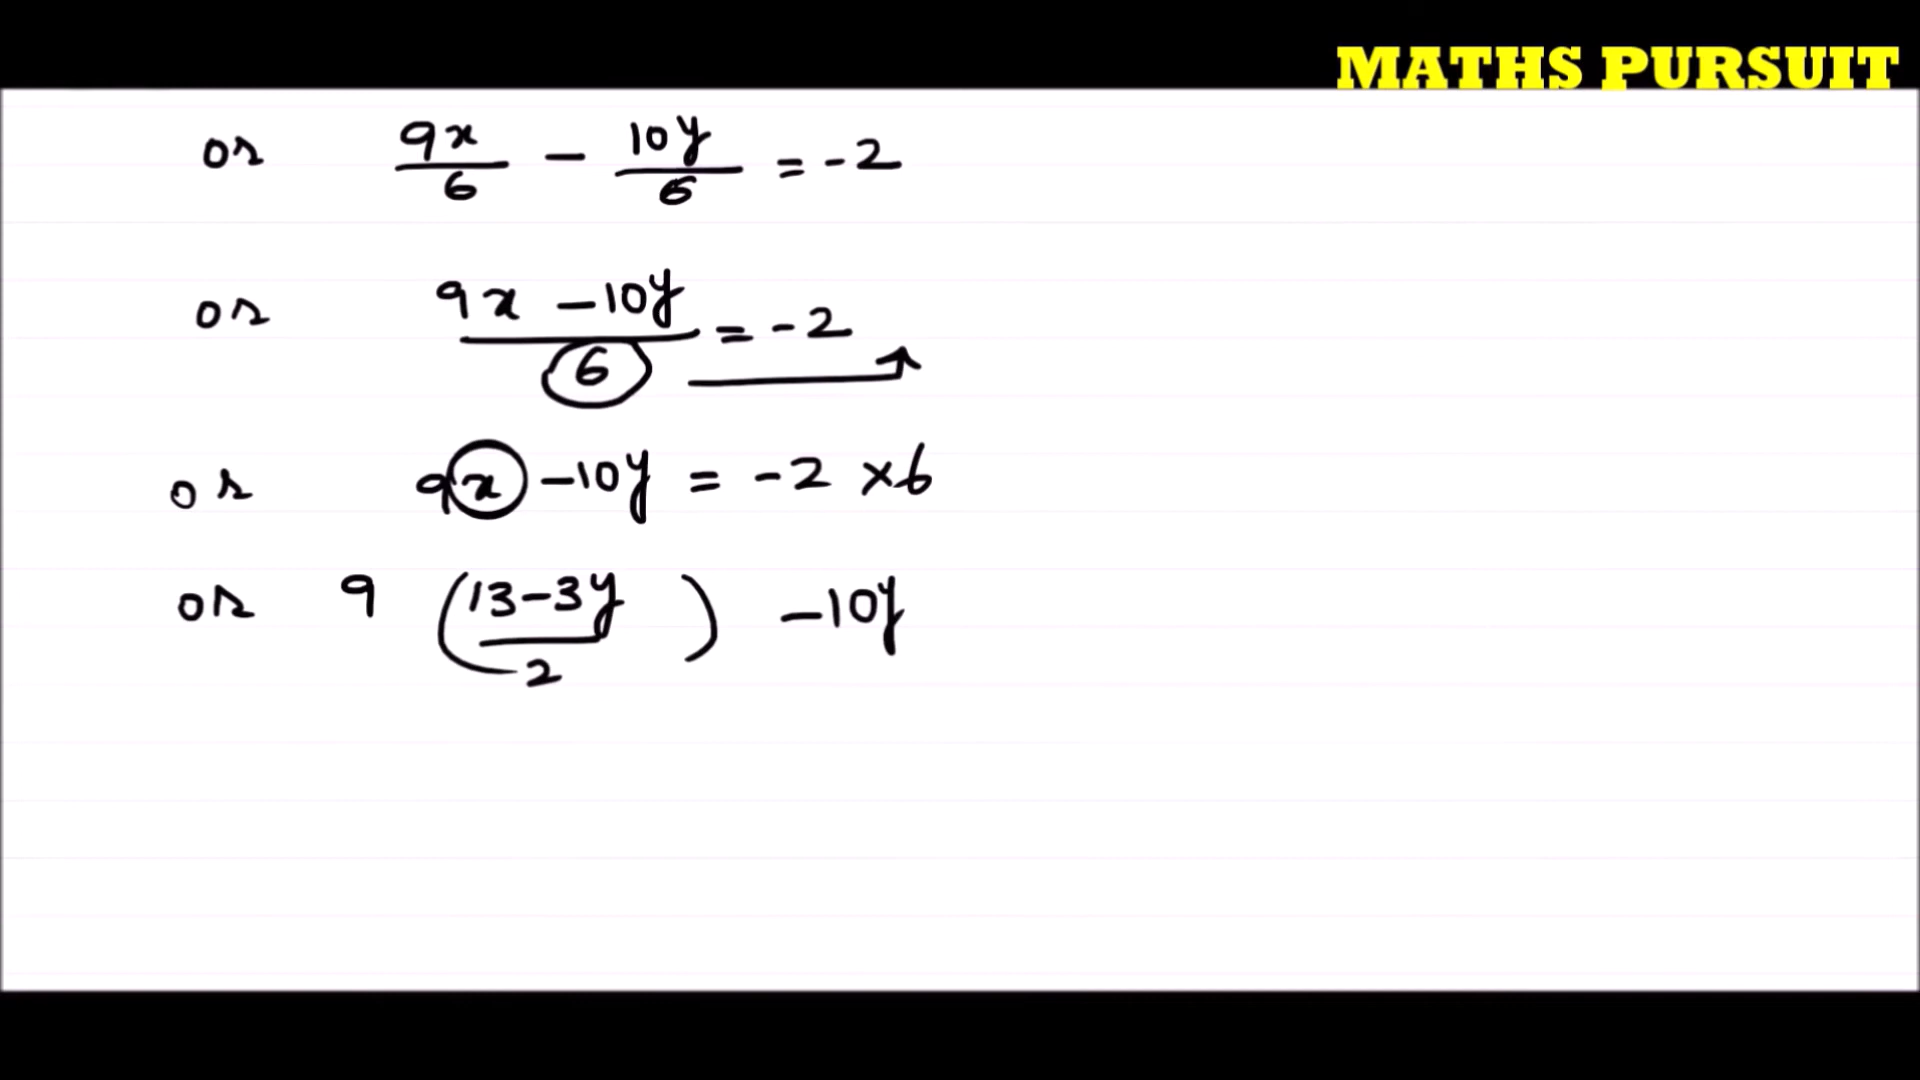 MATHS PURSUIT
or 9x/6 - 10y/6 = -2
or (9x - 10y)/6 = -2
or 9x - 10y = -2 × 6
or 9 ((13-3y)/2) - 10y